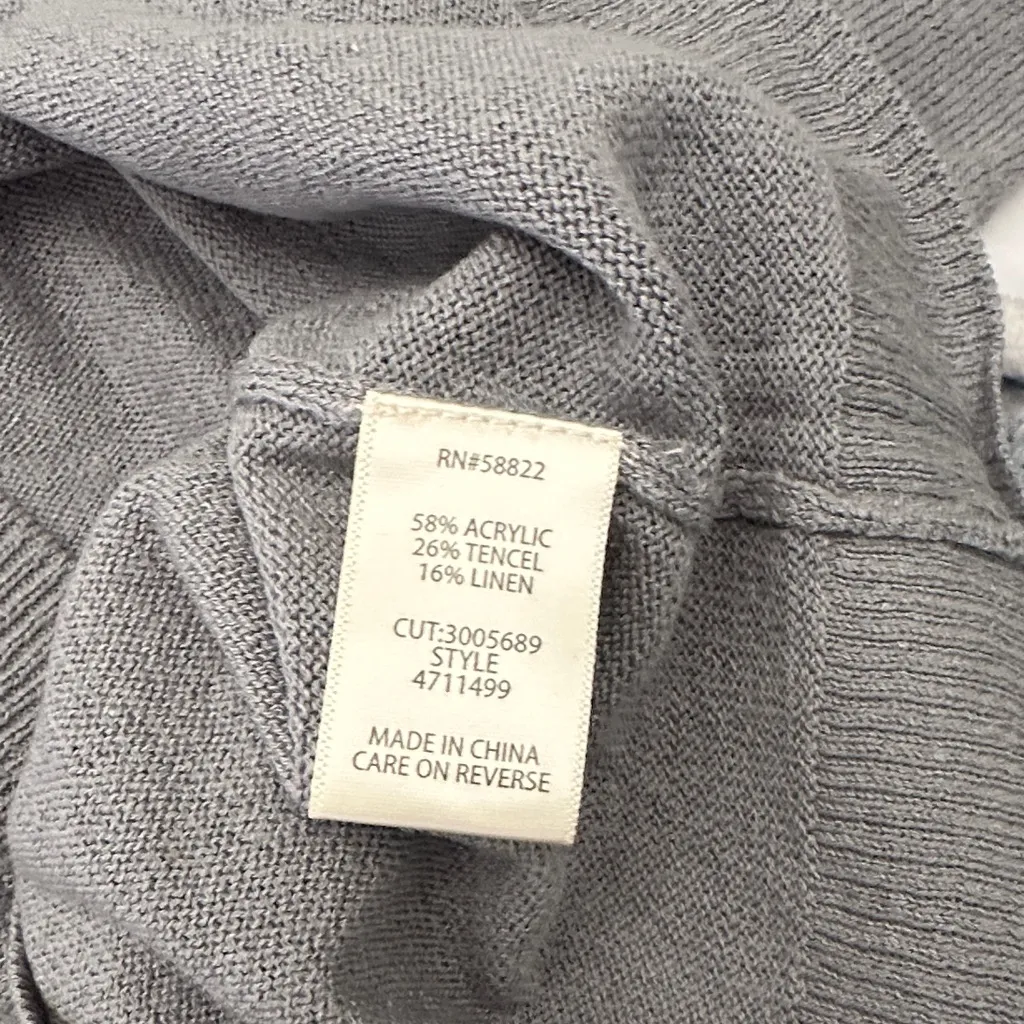 RN#58822
58% ACRYLIC
26% TENCEL
16% LINEN
CUT:3005689
STYLE
4711499
MADE IN CHINA
CARE ON REVERSE